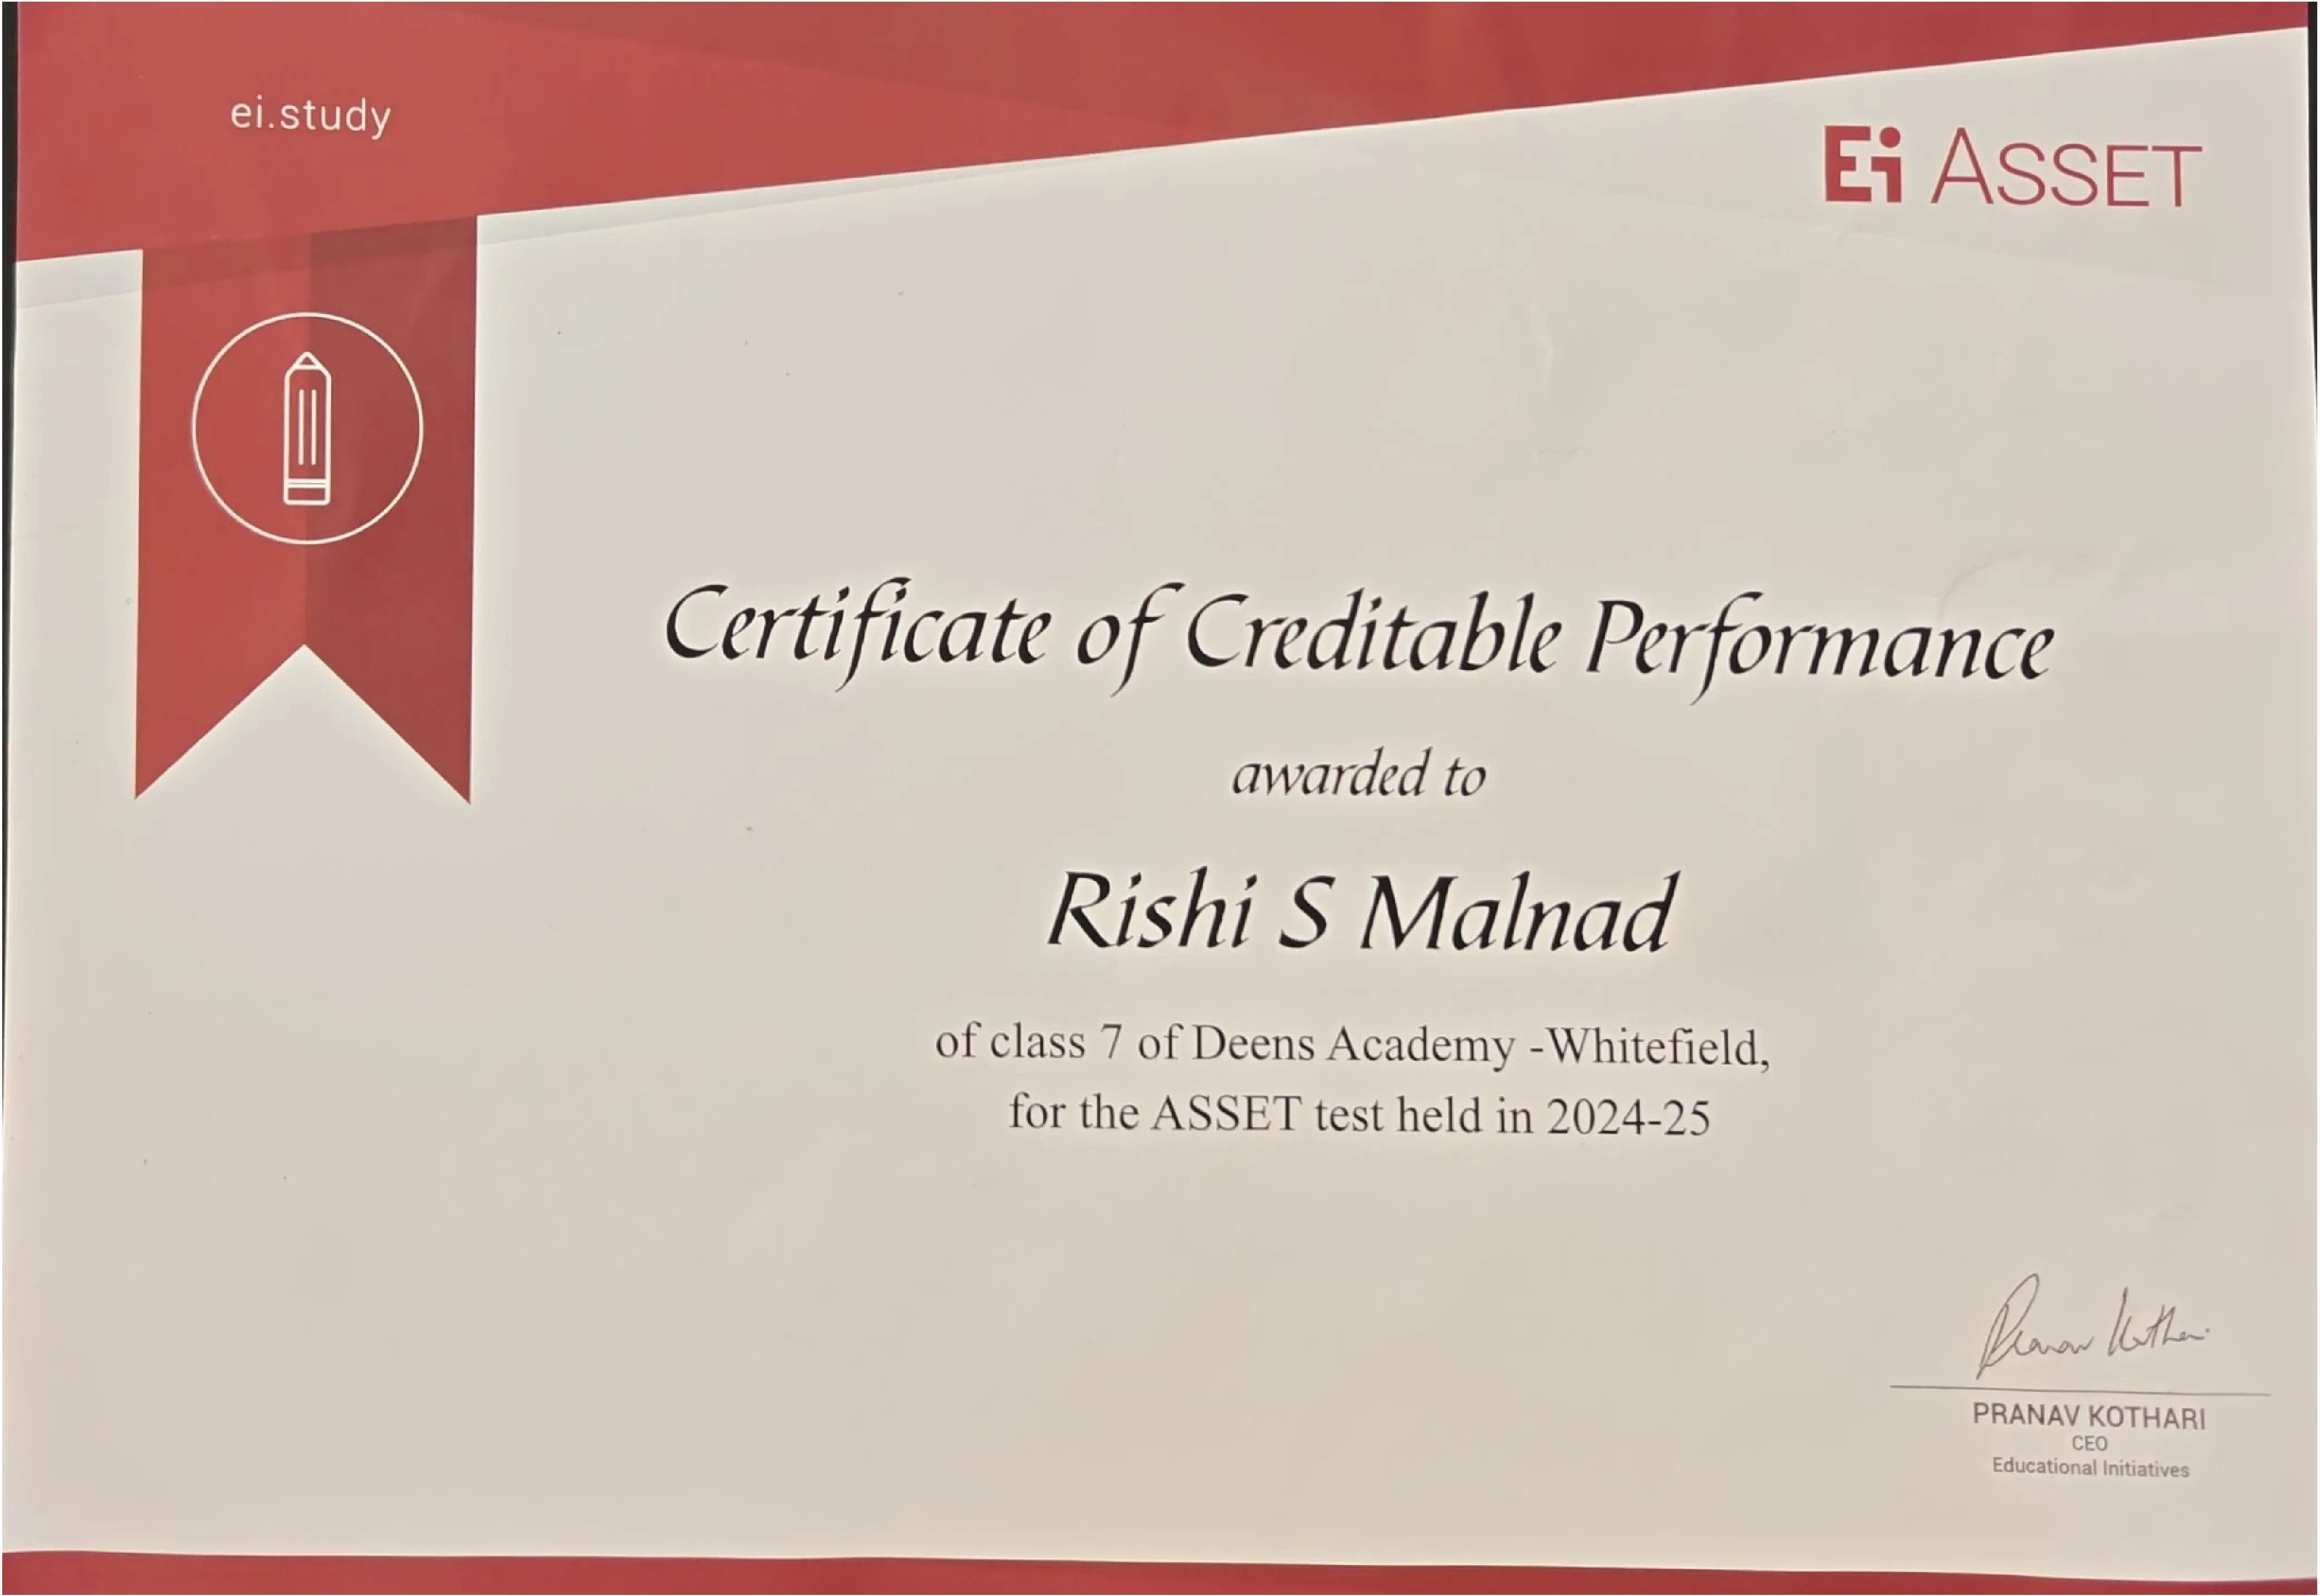 ei.study
Ei ASSET
Certificate of Creditable Performance
awarded to
Rishi S Malnad
of class 7 of Deens Academy -Whitefield,
for the ASSET test held in 2024-25
Pranav Kothari
PRANAV KOTHARI
CEO
Educational Initiatives